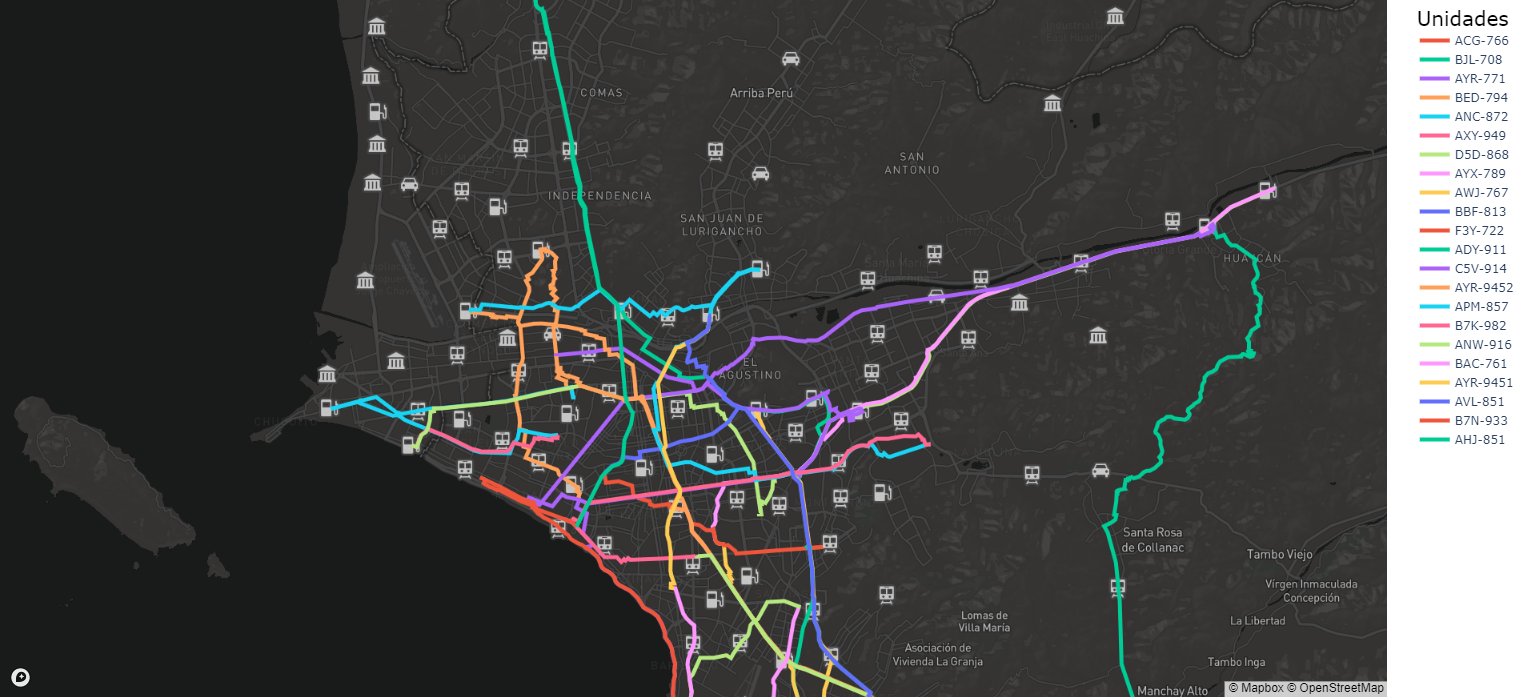 Unidades
ACG-766
BJL-708
AYR-771
BED-794
ANC-872
AXY-949
D5D-868
AYX-789
AWJ-767
BBF-813
F3Y-722
ADY-911
C5V-914
AYR-9452
APM-857
B7K-982
ANW-916
BAC-761
AYR-9451
AVL-851
B7N-933
AHJ-851
COMAS
Arriba Perú
SAN
ANTONIO
INDEPENDENCIA
SAN JUAN DE
LURIGANCHO
EL
AGUSTINO
Santa Rosa
de Collanac
Tambo Viejo
Vírgen Inmaculada
Concepción
La Libertad
Lomas de
Villa María
Asociación de
Vivienda La Granja
Tambo Inga
Manchay Alto
© Mapbox © OpenStreetMap